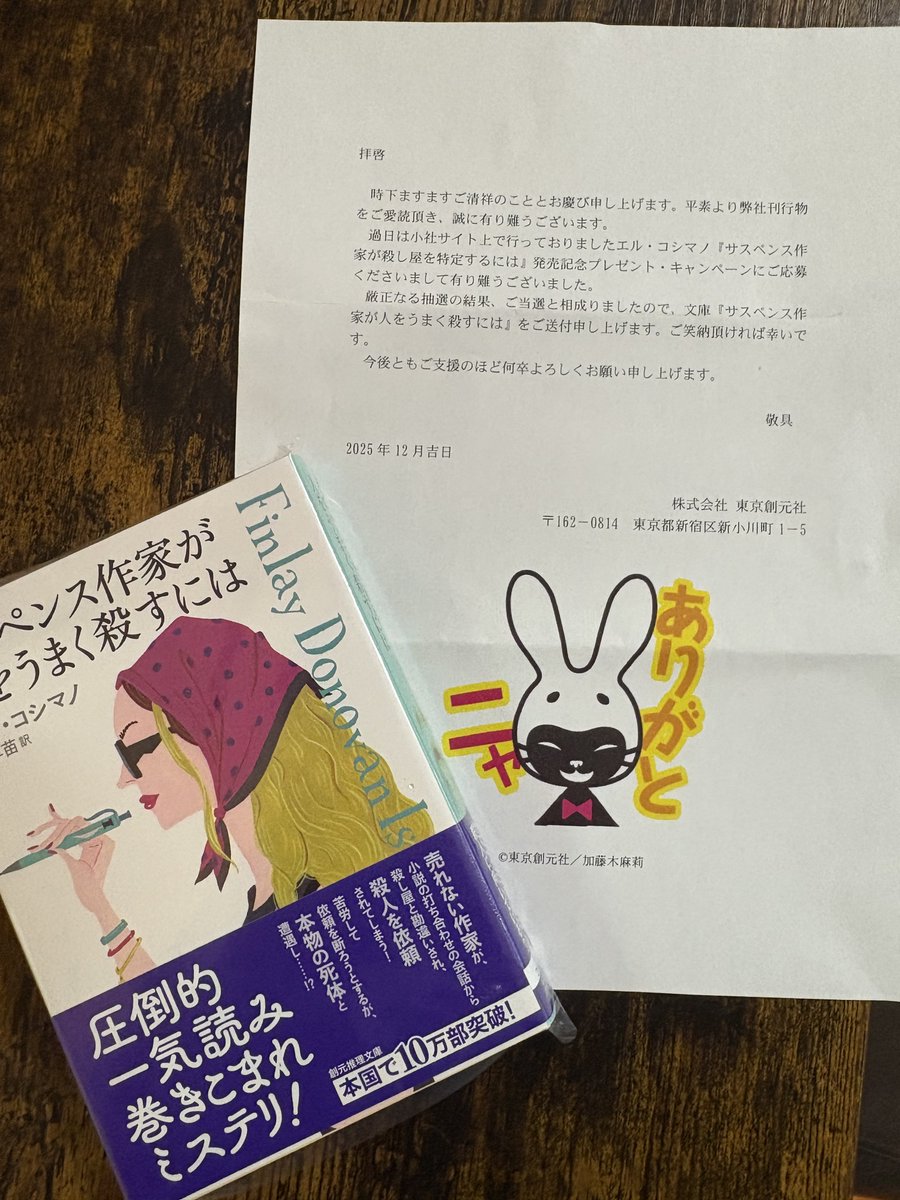 拝啓
時下ますますご清祥のこととお慶び申し上げます。平素より弊社刊行物
をご愛読頂き、誠に有り難うございます。
過日は小社サイト上で行っておりましたエル・コシマノ『サスペンス作
家が殺し屋を特定するには』発売記念プレゼント・キャンペーンにご応募
くださいまして有り難うございました。
厳正なる抽選の結果、ご当選と相成りましたので、文庫『サスペンス作
家が人をうまく殺すには』をご送付申し上げます。ご笑納頂ければ幸いで
す。
今後ともご支援のほど何卒よろしくお願い申し上げます。
敬具
2025年12月吉日
株式会社 東京創元社
〒162-0814 東京都新宿区新小川町1-5
ありがと
ニャ
©東京創元社/加藤木麻莉
ペンス作家が
をうまく殺すには
・コシマノ
苗 訳
Finlay Donovan Is
売れない作家が、
小説の打ち合わせの会話から
殺し屋と勘違いされ、
殺人を依頼
されてしまう!
苦労して
依頼を断ろうとするが、
本物の死体と
遭遇し……!?
圧倒的
一気読み
巻きこまれ
ミステリ!
創元推理文庫
本国で10万部突破!